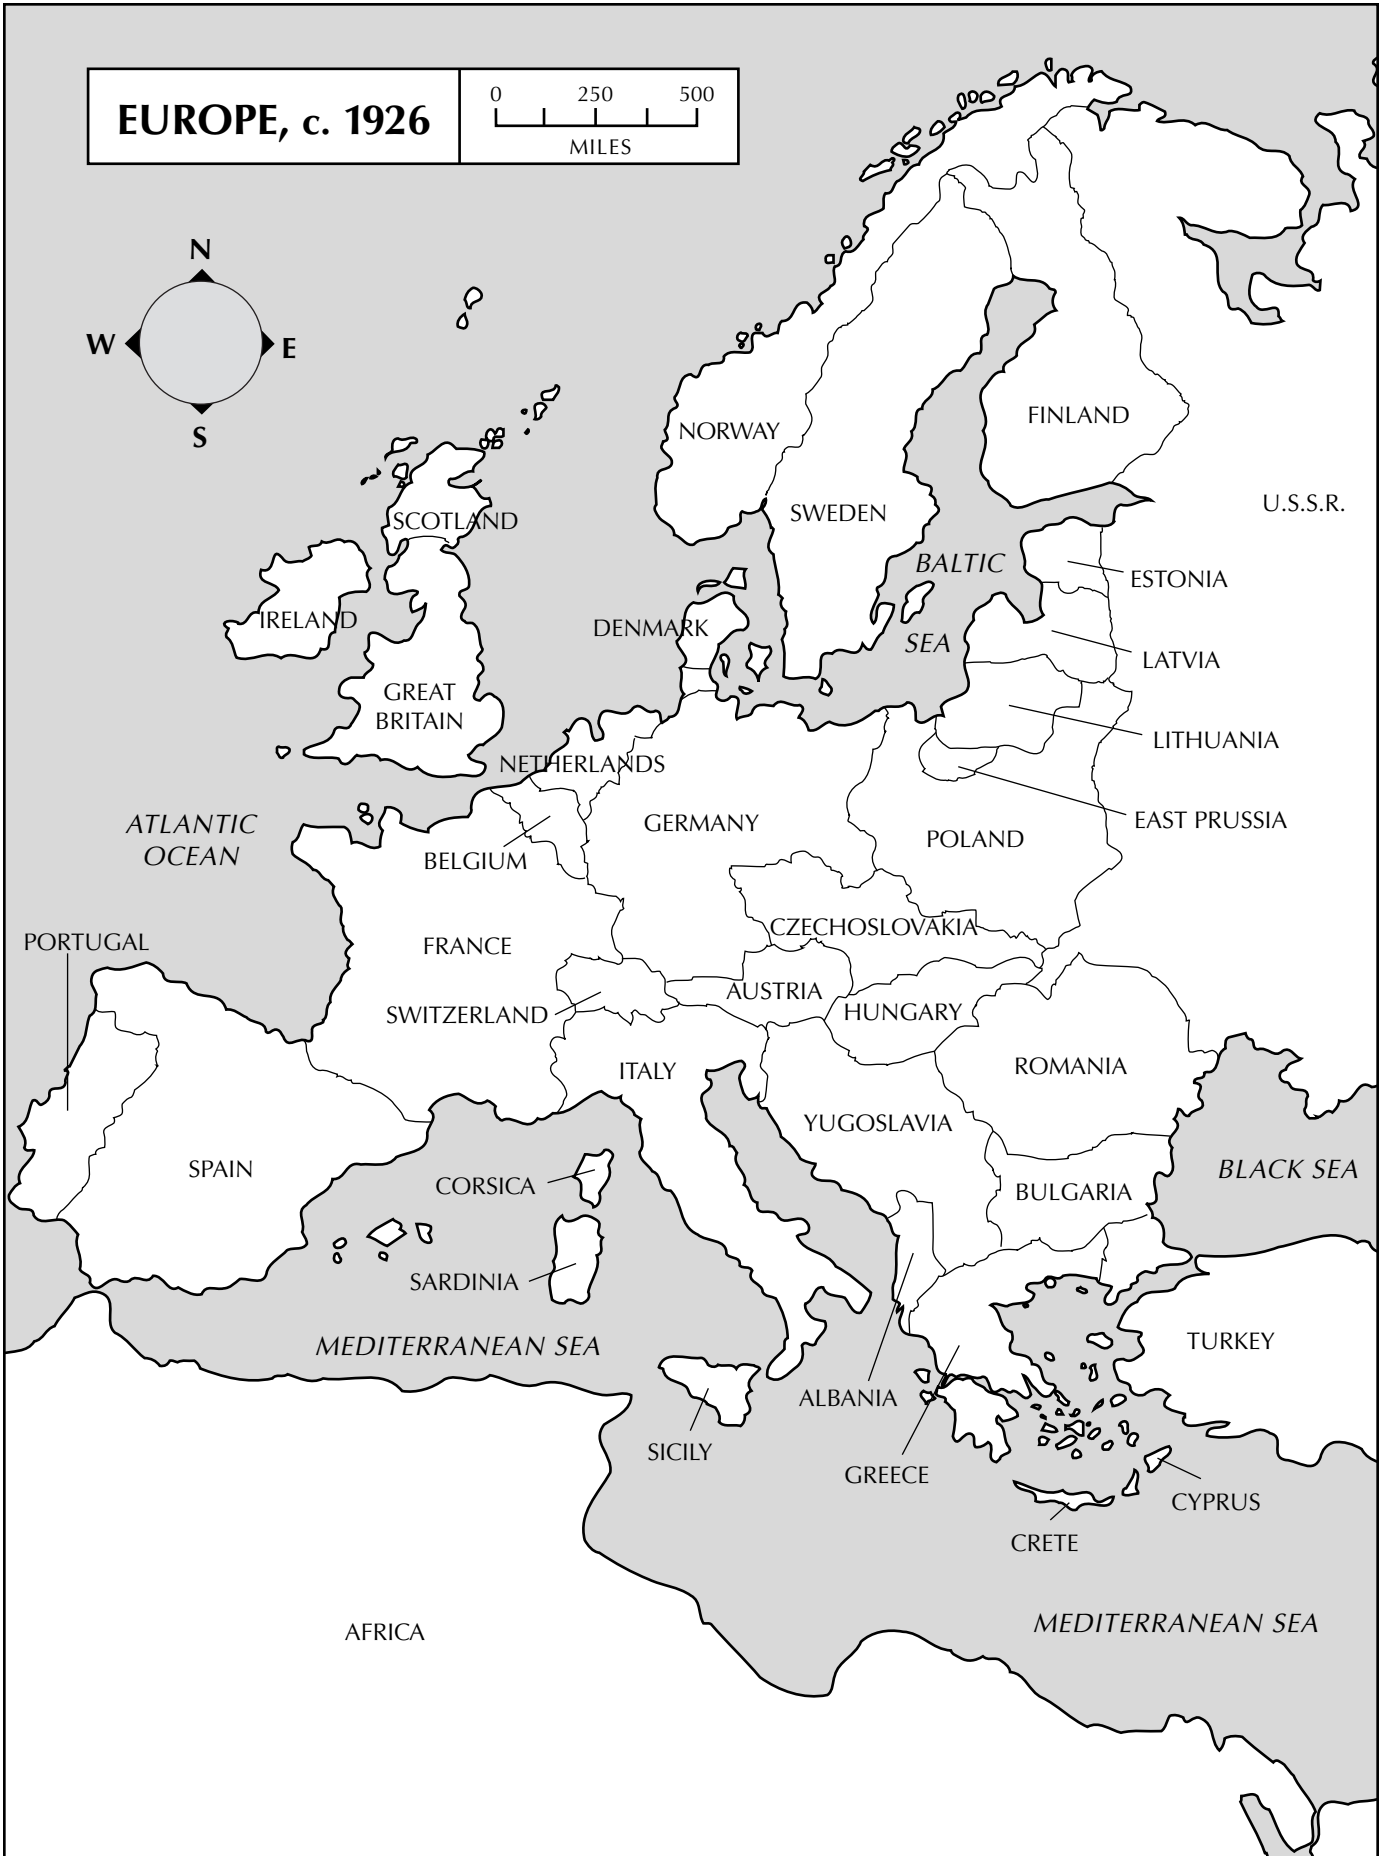 EUROPE, c. 1926
0 250 500
MILES
N
W E
S
NORWAY
FINLAND
SWEDEN
U.S.S.R.
SCOTLAND
BALTIC
SEA
ESTONIA
IRELAND
DENMARK
LATVIA
GREAT
BRITAIN
LITHUANIA
NETHERLANDS
EAST PRUSSIA
ATLANTIC
OCEAN
GERMANY
POLAND
BELGIUM
CZECHOSLOVAKIA
PORTUGAL
FRANCE
AUSTRIA
SWITZERLAND
HUNGARY
ITALY
ROMANIA
YUGOSLAVIA
SPAIN
CORSICA
BULGARIA
BLACK SEA
SARDINIA
MEDITERRANEAN SEA
TURKEY
ALBANIA
SICILY
GREECE
CYPRUS
CRETE
AFRICA
MEDITERRANEAN SEA